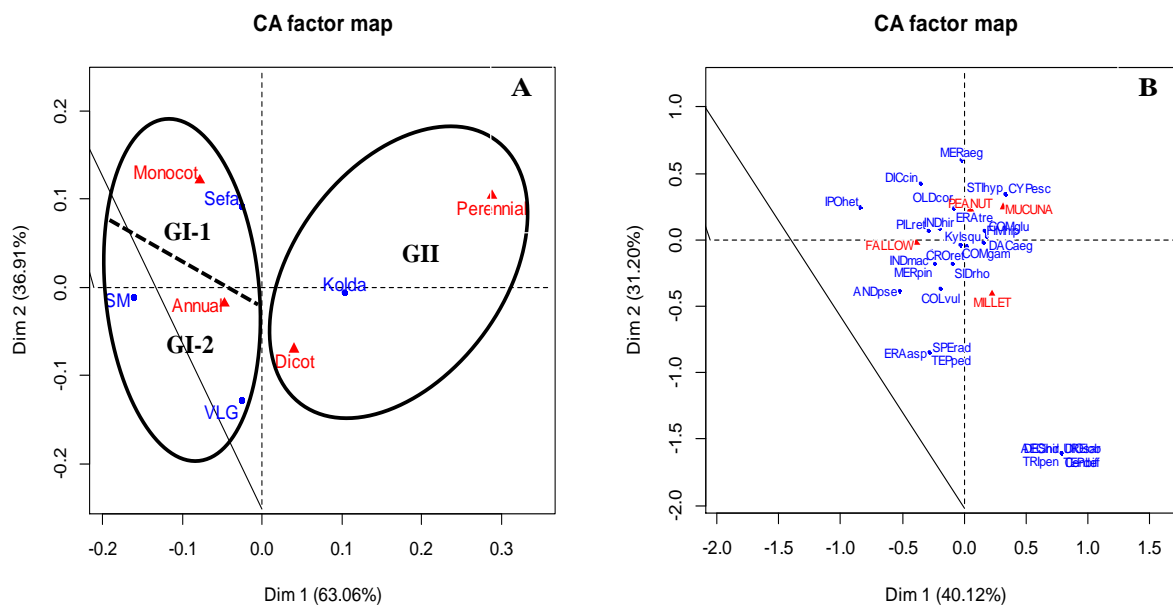 CA factor map
A
0.2
0.1
0.0
-0.1
-0.2
Dim 2 (36.91%)
Monocot
Sefa
GI-1
SM
Annual
GI-2
VLG
Perennial
GII
Kolda
Dicot
-0.2 -0.1 0.0 0.1 0.2 0.3
Dim 1 (63.06%)
CA factor map
B
1.0
0.5
0.0
-0.5
-1.0
-1.5
-2.0
Dim 2 (31.20%)
MERaeg
DICcin
STIhyp CYPesc
OLDcor
PEANUT
IPOhet
MUCUNA
INDhir ERAtre
PILref
COMglu
FALLOW
Kylsqu
DACaeg
CROret COMgam
INDmac
MERpin SIDrho
ANDpse
COLvul
MILLET
ERAasp SPErad
TEPped
TRIpen
-2.0 -1.5 -1.0 -0.5 0.0 0.5 1.0 1.5
Dim 1 (40.12%)